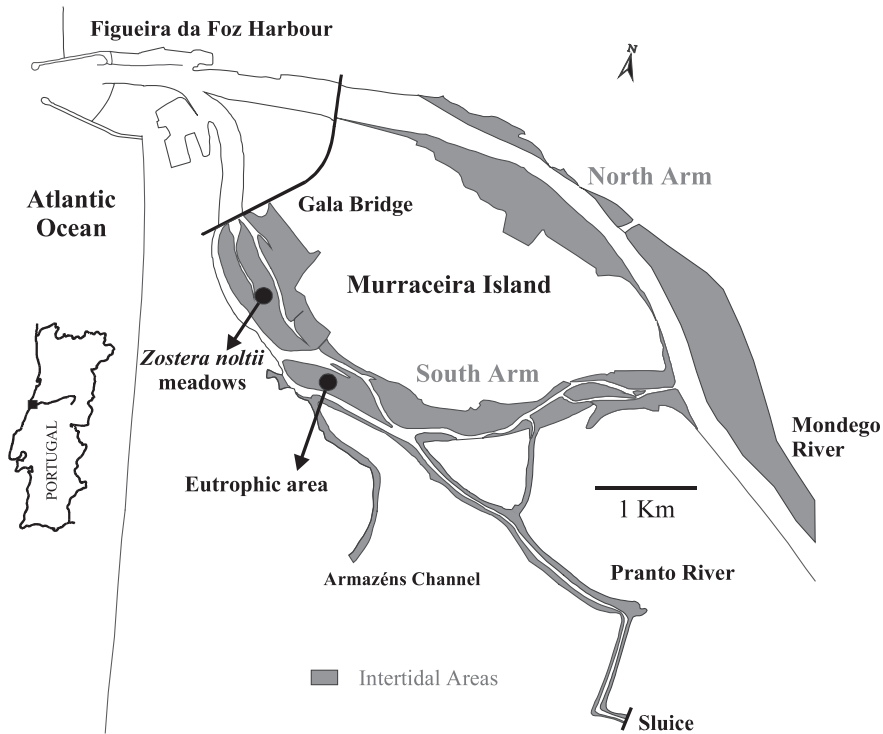 Figueira da Foz Harbour
N
North Arm
Atlantic
Ocean
Gala Bridge
Murraceira Island
Zostera noltii
meadows
South Arm
PORTUGAL
Mondego
River
Eutrophic area
1 Km
Armazéns Channel
Pranto River
Intertidal Areas
Sluice